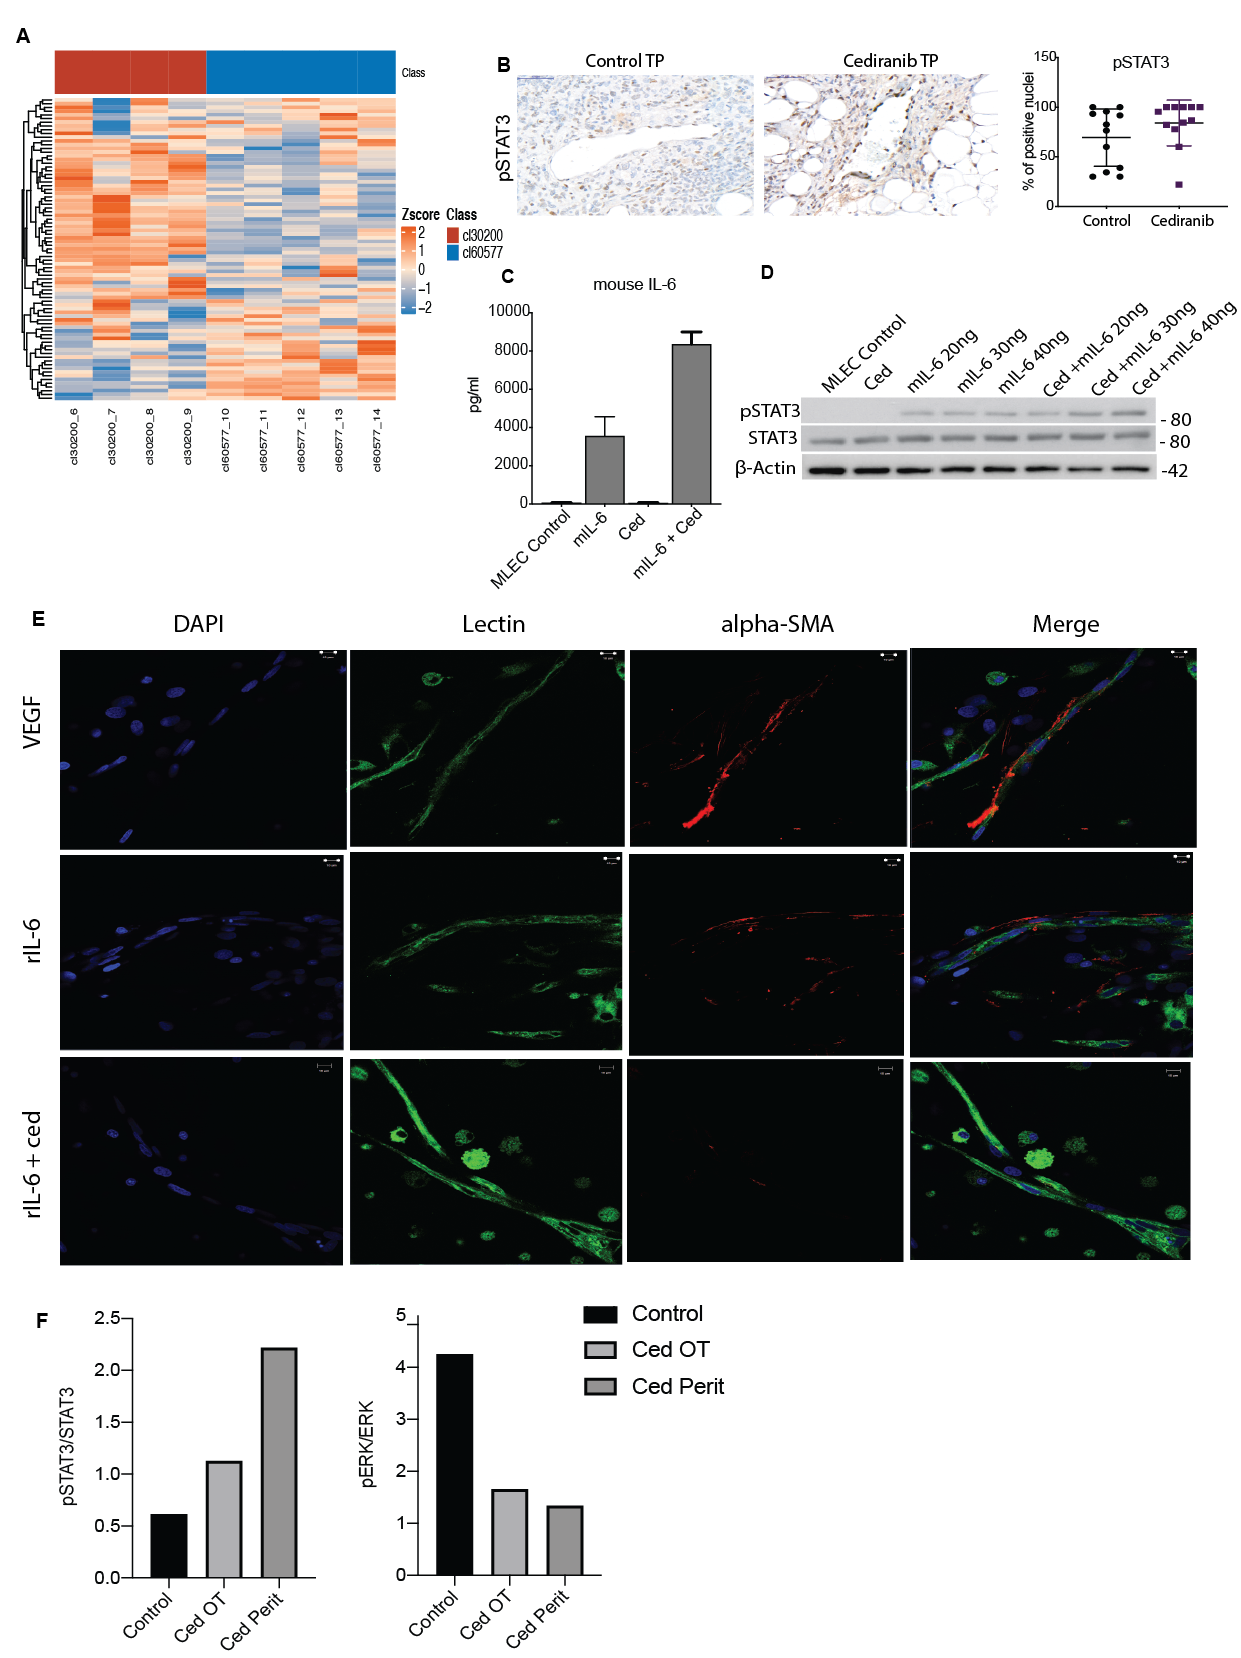 A
Class
Zscore Class
2
1
0
−1
−2
cl30200
cl60577
cl30200_6
cl30200_7
cl30200_8
cl30200_9
cl60577_10
cl60577_11
cl60577_12
cl60577_13
cl60577_14
B
Control TP
Cediranib TP
pSTAT3
pSTAT3
% of positive nuclei
150
100
50
0
Control
Cediranib
C
mouse IL-6
pg/ml
10000
8000
6000
4000
2000
0
MLEC Control
mIL-6
Ced
mIL-6 + Ced
D
MLEC Control
Ced
mIL-6 20ng
mIL-6 30ng
mIL-6 40ng
Ced +mIL-6 20ng
Ced +mIL-6 30ng
Ced +mIL-6 40ng
pSTAT3
- 80
STAT3
- 80
β-Actin
-42
E
DAPI
Lectin
alpha-SMA
Merge
VEGF
rIL-6
rIL-6 + ced
F
pSTAT3/STAT3
2.5
2.0
1.5
1.0
0.5
0.0
Control
Ced OT
Ced Perit
pERK/ERK
5
4
3
2
1
0
Control
Ced OT
Ced Perit
Control
Ced OT
Ced Perit